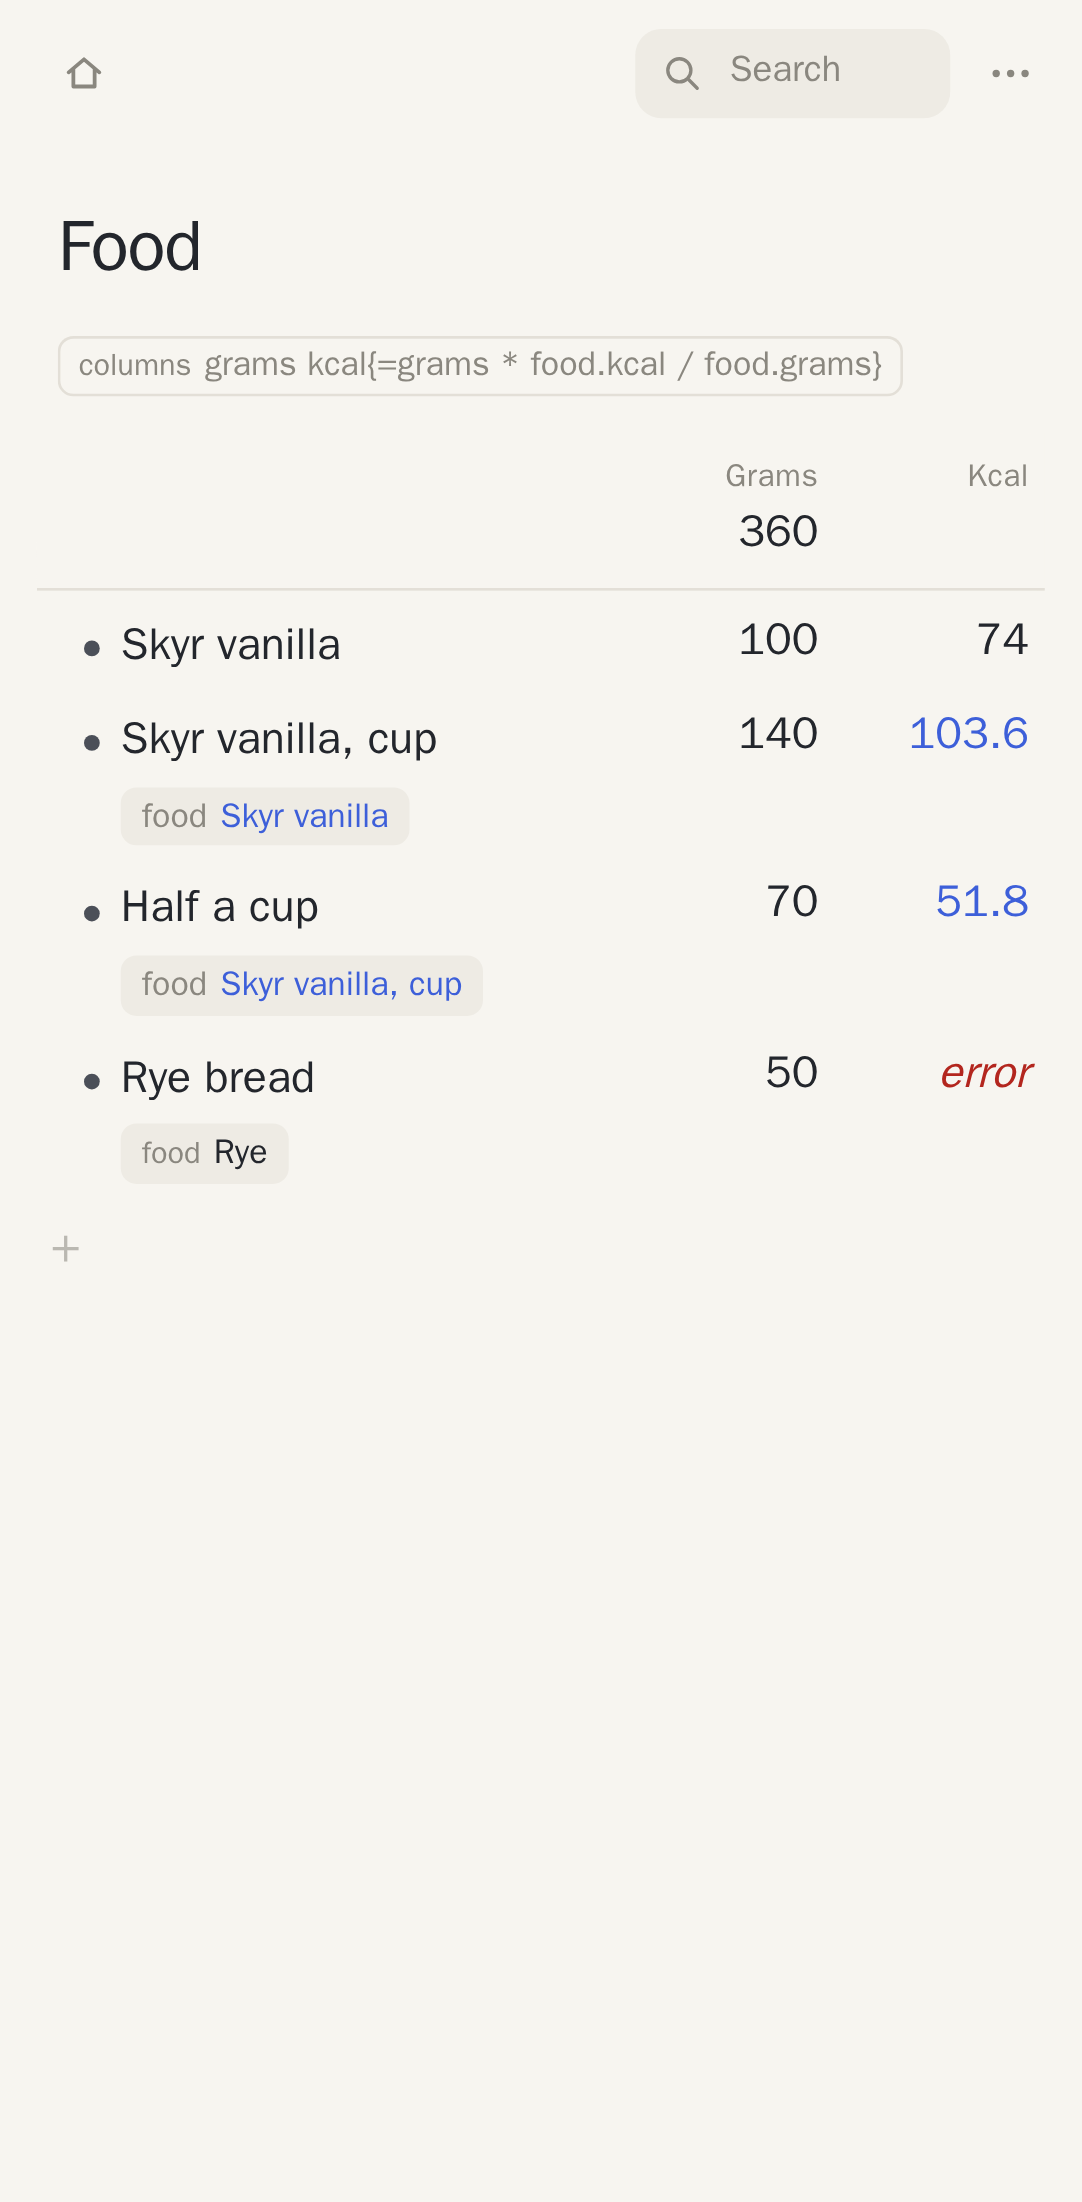 Search
Food
columns grams kcal{=grams * food.kcal / food.grams}
Grams Kcal
360
Skyr vanilla 100 74
Skyr vanilla, cup 140 103.6
food Skyr vanilla
Half a cup 70 51.8
food Skyr vanilla, cup
Rye bread 50 error
food Rye